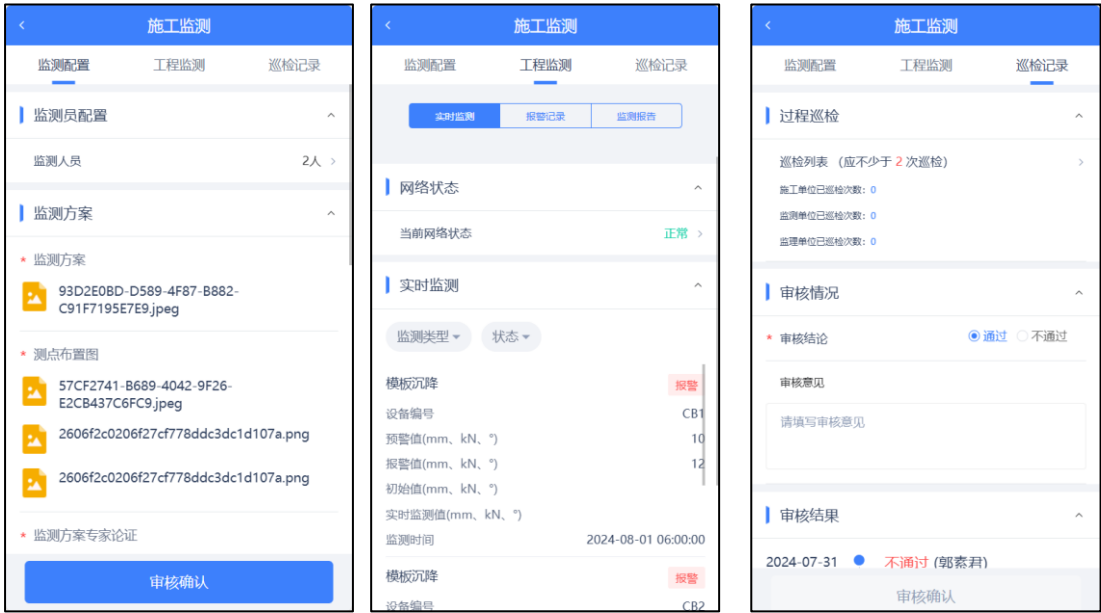 施工监测
监测配置 工程监测 巡检记录
监测员配置
监测人员 2人
监测方案
* 监测方案
93D2E0BD-D589-4F87-B882-
C91F7195E7E9.jpeg
* 测点布置图
57CF2741-B689-4042-9F26-
E2CB437C6FC9.jpeg
2606f2c0206f27cf778ddc3dc1d107a.png
2606f2c0206f27cf778ddc3dc1d107a.png
* 监测方案专家论证
审核确认
施工监测
监测配置 工程监测 巡检记录
实时监测 报警记录 监测报告
网络状态
当前网络状态 正常
实时监测
监测类型 状态
模板沉降 报警
设备编号 CB1
预警值(mm、kN、°) 10
报警值(mm、kN、°) 12
初始值(mm、kN、°)
实时监测值(mm、kN、°)
监测时间 2024-08-01 06:00:00
模板沉降 报警
设备编号 CB2
施工监测
监测配置 工程监测 巡检记录
过程巡检
巡检列表 (应不少于 2 次巡检)
施工单位已巡检次数: 0
监测单位已巡检次数: 0
监理单位已巡检次数: 0
审核情况
* 审核结论 通过 不通过
审核意见
请填写审核意见
审核结果
2024-07-31 不通过 (郭素君)
审核确认